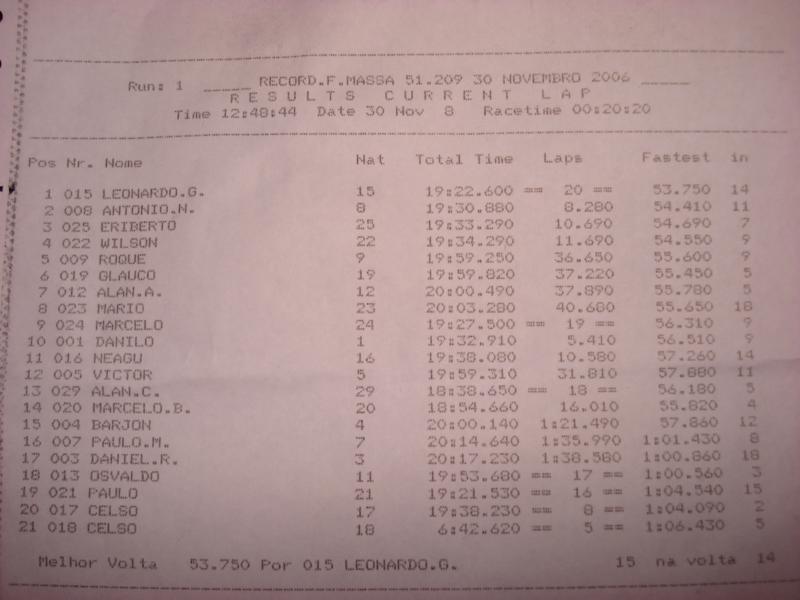 Run: 1 _____ RECORD.F.MASSA 51.209 30 NOVEMBRO 2006 _____
R E S U L T S   C U R R E N T   L A P
Time 12:48:44 Date 30 Nov 8 Racetime 00:20:20
Pos Nr. Nome Nat Total Time Laps Fastest in
1 015 LEONARDO.G. 15 19:22.600 == 20 == 53.750 14
2 008 ANTONIO.N. 8 19:30.880 8.280 54.410 11
3 025 ERIBERTO 25 19:33.290 10.690 54.690 7
4 022 WILSON 22 19:34.290 11.690 54.550 9
5 009 ROQUE 9 19:59.250 36.650 55.600 9
6 019 GLAUCO 19 19:59.820 37.220 55.450 5
7 012 ALAN.A. 12 20:00.490 37.890 55.780 5
8 023 MARIO 23 20:03.280 40.680 55.650 18
9 024 MARCELO 24 19:27.500 == 19 == 56.310 9
10 001 DANILO 1 19:32.910 5.410 56.510 9
11 016 NEAGU 16 19:38.080 10.580 57.260 14
12 005 VICTOR 5 19:59.310 31.810 57.880 11
13 029 ALAN.C. 29 18:38.650 == 18 == 56.180 5
14 020 MARCELO.B. 20 18:54.660 16.010 55.820 4
15 004 BARJON 4 20:00.140 1:21.490 57.860 12
16 007 PAULO.M. 7 20:14.640 1:35.990 1:01.430 8
17 003 DANIEL.R. 3 20:17.230 1:38.580 1:00.860 18
18 013 OSVALDO 11 19:53.680 == 17 == 1:00.560 3
19 021 PAULO 21 19:21.530 == 16 == 1:04.540 15
20 017 CELSO 17 19:38.230 == 8 == 1:04.090 2
21 018 CELSO 18 6:42.620 == 5 == 1:06.430 5
Melhor Volta 53.750 Por 015 LEONARDO.G. 15 na volta 14